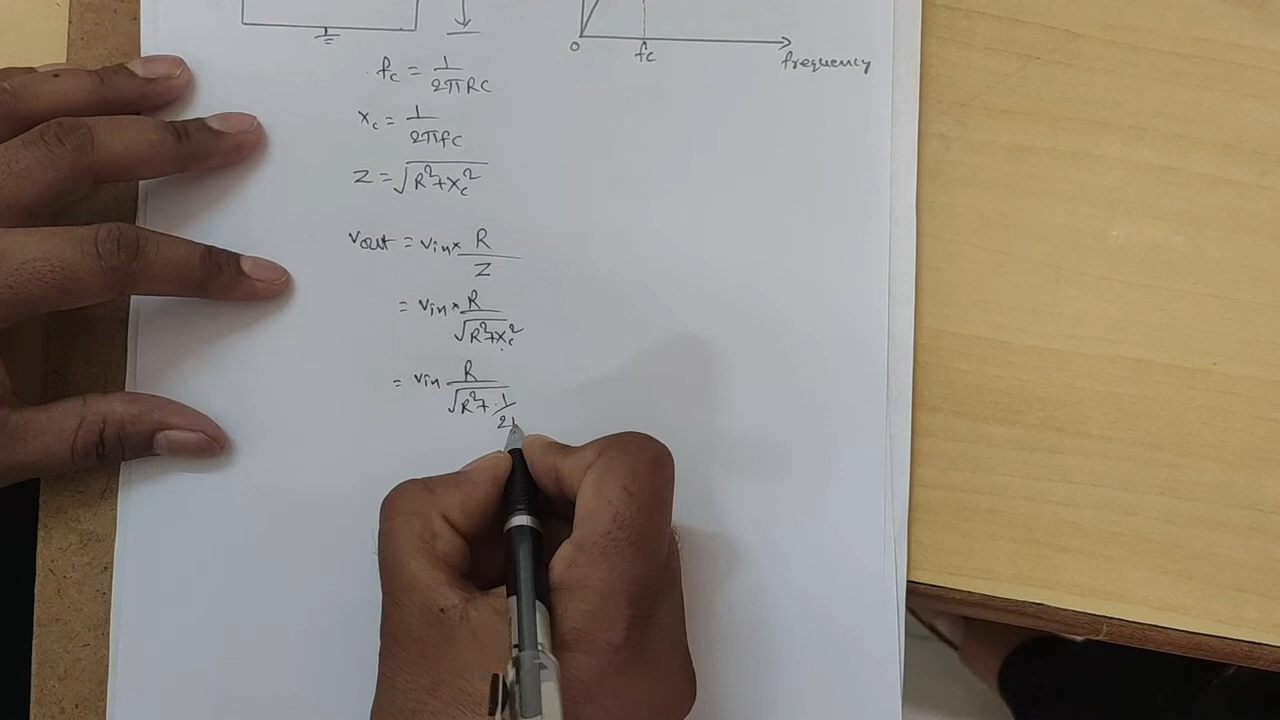 0 fc frequency
fc = 1/2πRC
Xc = 1/2πfc
Z = √R²+Xc²
Vout = Vin × R/Z
= Vin × R/√R²+Xc²
= Vin R/√R²+1/2